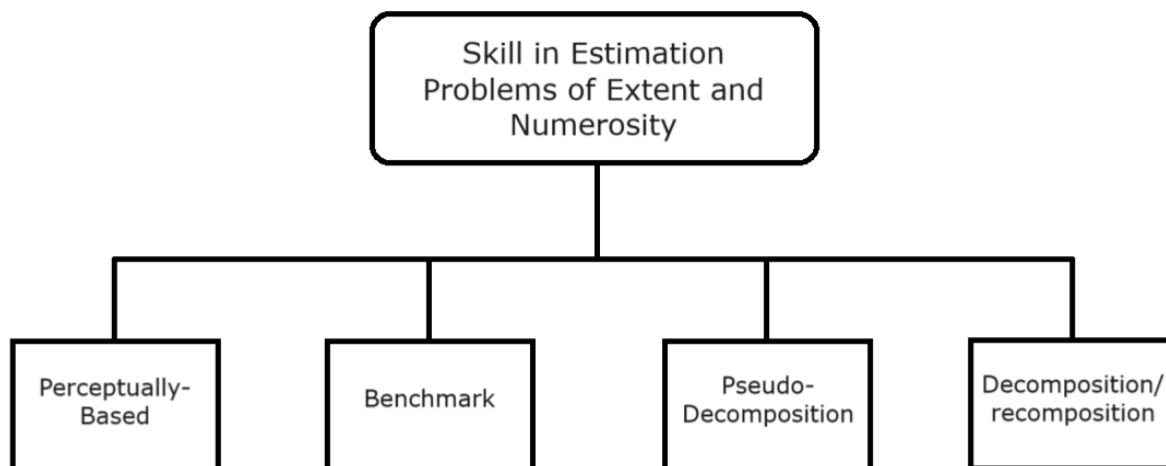 Skill in Estimation
Problems of Extent and
Numerosity
Perceptually-
Based
Benchmark
Pseudo-
Decomposition
Decomposition/
recomposition